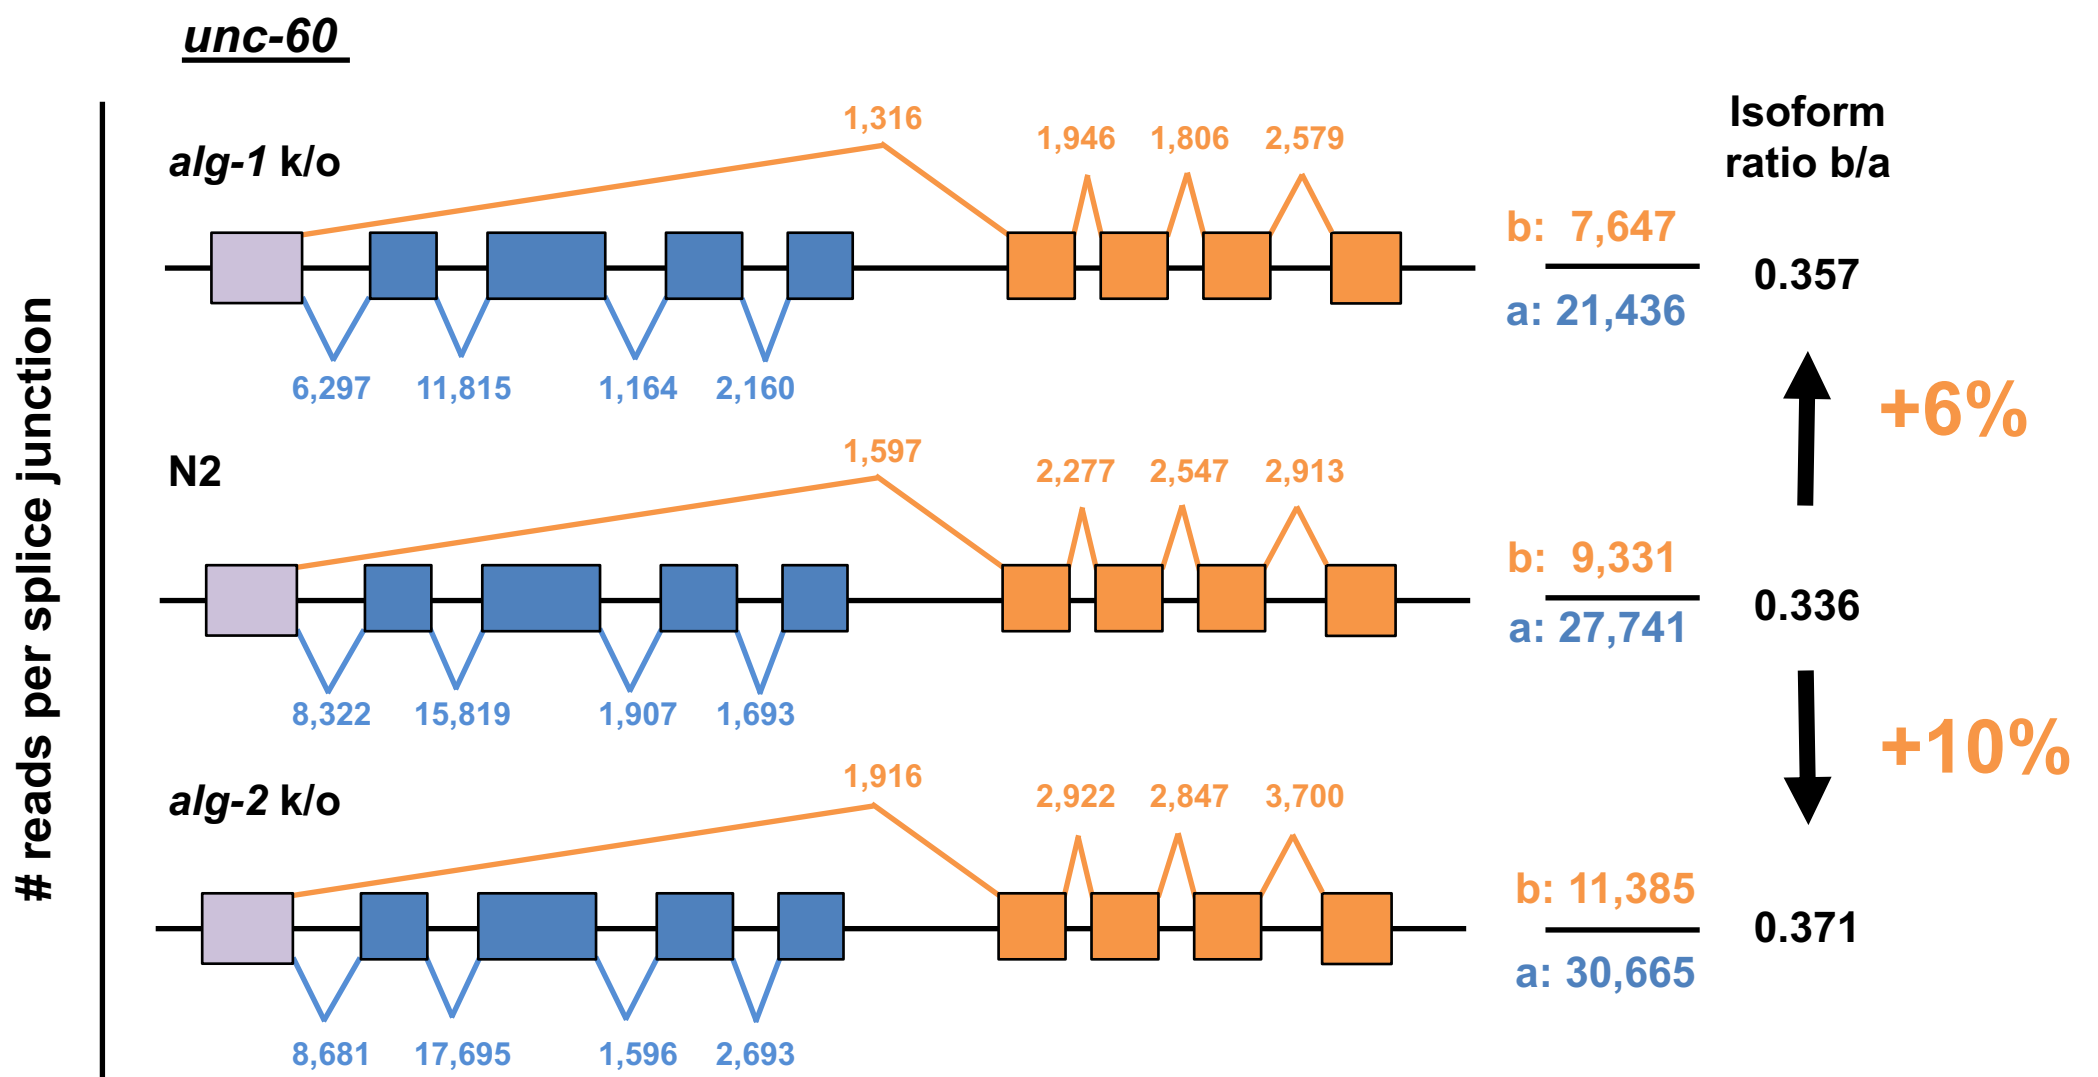 unc-60
# reads per splice junction
Isoform
ratio b/a
alg-1 k/o
1,316
1,946 1,806 2,579
6,297 11,815 1,164 2,160
b: 7,647
a: 21,436
0.357
+6%
N2
1,597
2,277 2,547 2,913
8,322 15,819 1,907 1,693
b: 9,331
a: 27,741
0.336
+10%
alg-2 k/o
1,916
2,922 2,847 3,700
8,681 17,695 1,596 2,693
b: 11,385
a: 30,665
0.371